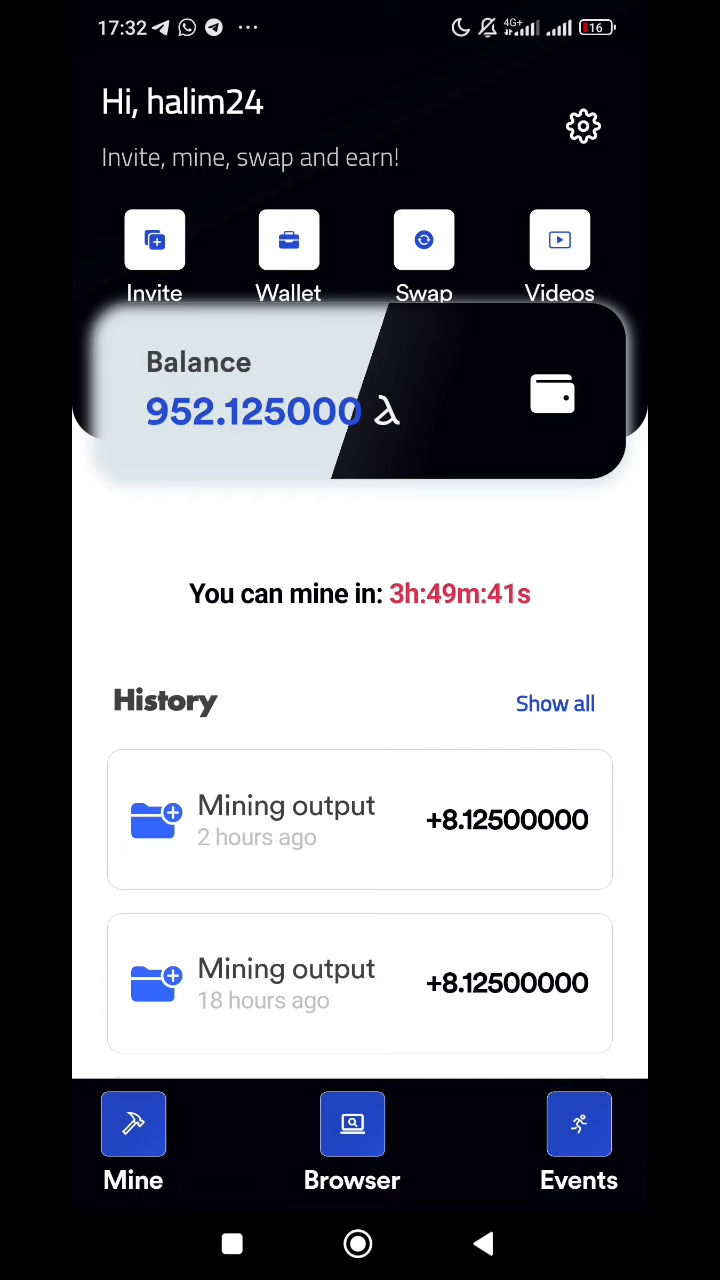 17:32
4G+
16
Hi, halim24
Invite, mine, swap and earn!
Invite Wallet Swap Videos
Balance
952.125000 λ
You can mine in: 3h:49m:41s
History Show all
Mining output
2 hours ago
+8.12500000
Mining output
18 hours ago
+8.12500000
Mine Browser Events